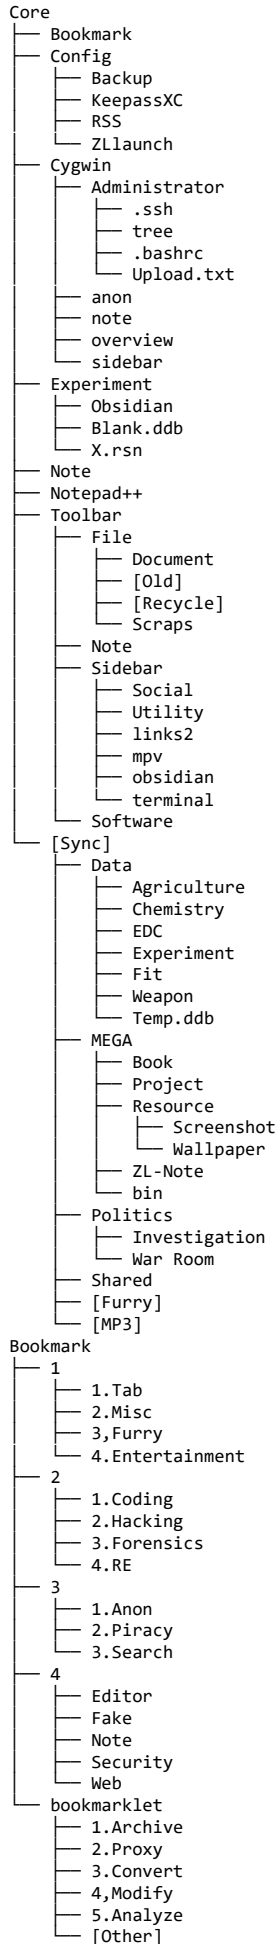 Core
├── Bookmark
├── Config
│   ├── Backup
│   ├── KeepassXC
│   ├── RSS
│   └── ZLlaunch
├── Cygwin
│   ├── Administrator
│   │   ├── .ssh
│   │   ├── tree
│   │   ├── .bashrc
│   │   └── Upload.txt
│   ├── anon
│   ├── note
│   ├── overview
│   └── sidebar
├── Experiment
│   ├── Obsidian
│   ├── Blank.ddb
│   └── X.rsn
├── Note
├── Notepad++
├── Toolbar
│   ├── File
│   │   ├── Document
│   │   ├── [Old]
│   │   ├── [Recycle]
│   │   └── Scraps
│   ├── Note
│   ├── Sidebar
│   │   ├── Social
│   │   ├── Utility
│   │   ├── links2
│   │   ├── mpv
│   │   ├── obsidian
│   │   └── terminal
│   └── Software
└── [Sync]
    ├── Data
    │   ├── Agriculture
    │   ├── Chemistry
    │   ├── EDC
    │   ├── Experiment
    │   ├── Fit
    │   ├── Weapon
    │   └── Temp.ddb
    ├── MEGA
    │   ├── Book
    │   ├── Project
    │   ├── Resource
    │   │   ├── Screenshot
    │   │   └── Wallpaper
    │   ├── ZL-Note
    │   └── bin
    ├── Politics
    │   ├── Investigation
    │   └── War Room
    ├── Shared
    ├── [Furry]
    └── [MP3]
Bookmark
├── 1
│   ├── 1.Tab
│   ├── 2.Misc
│   ├── 3,Furry
│   └── 4.Entertainment
├── 2
│   ├── 1.Coding
│   ├── 2.Hacking
│   ├── 3.Forensics
│   └── 4.RE
├── 3
│   ├── 1.Anon
│   ├── 2.Piracy
│   └── 3.Search
├── 4
│   ├── Editor
│   ├── Fake
│   ├── Note
│   ├── Security
│   └── Web
└── bookmarklet
    ├── 1.Archive
    ├── 2.Proxy
    ├── 3.Convert
    ├── 4,Modify
    ├── 5.Analyze
    └── [Other]